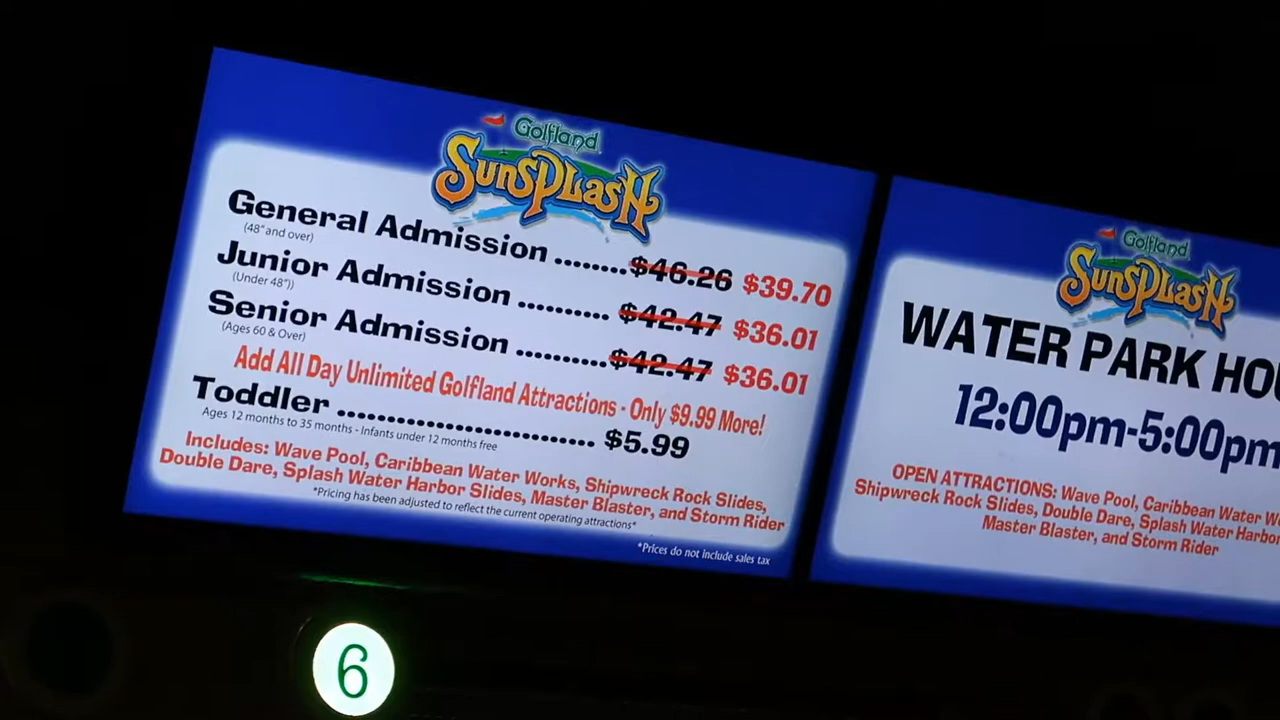 Golfland
SUNSPLASH
General Admission ........$46.26 $39.70
(48" and over)
Junior Admission .......... $42.47 $36.01
(Under 48"))
Senior Admission ..........$42.47 $36.01
(Ages 60 & Over)
Add All Day Unlimited Golfland Attractions - Only $9.99 More!
Toddler ............................ $5.99
Ages 12 months to 35 months - Infants under 12 months free
Includes: Wave Pool, Caribbean Water Works, Shipwreck Rock Slides,
Double Dare, Splash Water Harbor Slides, Master Blaster, and Storm Rider
*Pricing has been adjusted to reflect the current operating attractions*
*Prices do not include sales tax
Golfland
SUNSPLASH
WATER PARK
12:00pm-5:00pm
OPEN ATTRACTIONS: Wave Pool, Caribbean Water
Shipwreck Rock Slides, Double Dare, Splash Water Harbor
Master Blaster, and Storm Rider
6